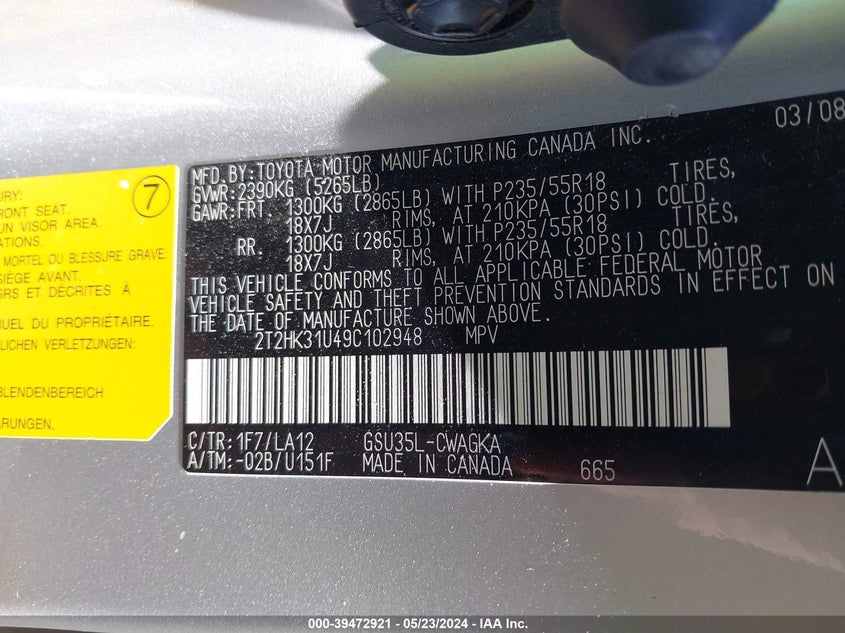 7
URY:
RONT SEAT.
UN VISOR AREA.
ATIONS.
MORTEL OU BLESSURE GRAVE:
SIÈGE AVANT.
SRS ET DÉCRITES À
NUEL DU PROPRIÉTAIRE.
BLENDENBEREICH
03/08
MFD.BY:TOYOTA MOTOR MANUFACTURING CANADA INC.
GVWR:2390KG (5265LB)
GAWR:FRT. 1300KG (2865LB) WITH P235/55R18 TIRES,
18X7J RIMS, AT 210KPA (30PSI) COLD.
RR. 1300KG (2865LB) WITH P235/55R18 TIRES,
18X7J RIMS, AT 210KPA (30PSI) COLD.
THIS VEHICLE CONFORMS TO ALL APPLICABLE FEDERAL MOTOR
VEHICLE SAFETY AND THEFT PREVENTION STANDARDS IN EFFECT ON
THE DATE OF MANUFACTURE SHOWN ABOVE.
2T2HK31U49C102948 MPV
C/TR:1F7/LA12 GSU35L-CWAGKA
A/TM:-02B/U151F MADE IN CANADA 665
A
000-39472921 - 05/23/2024 - IAA Inc.